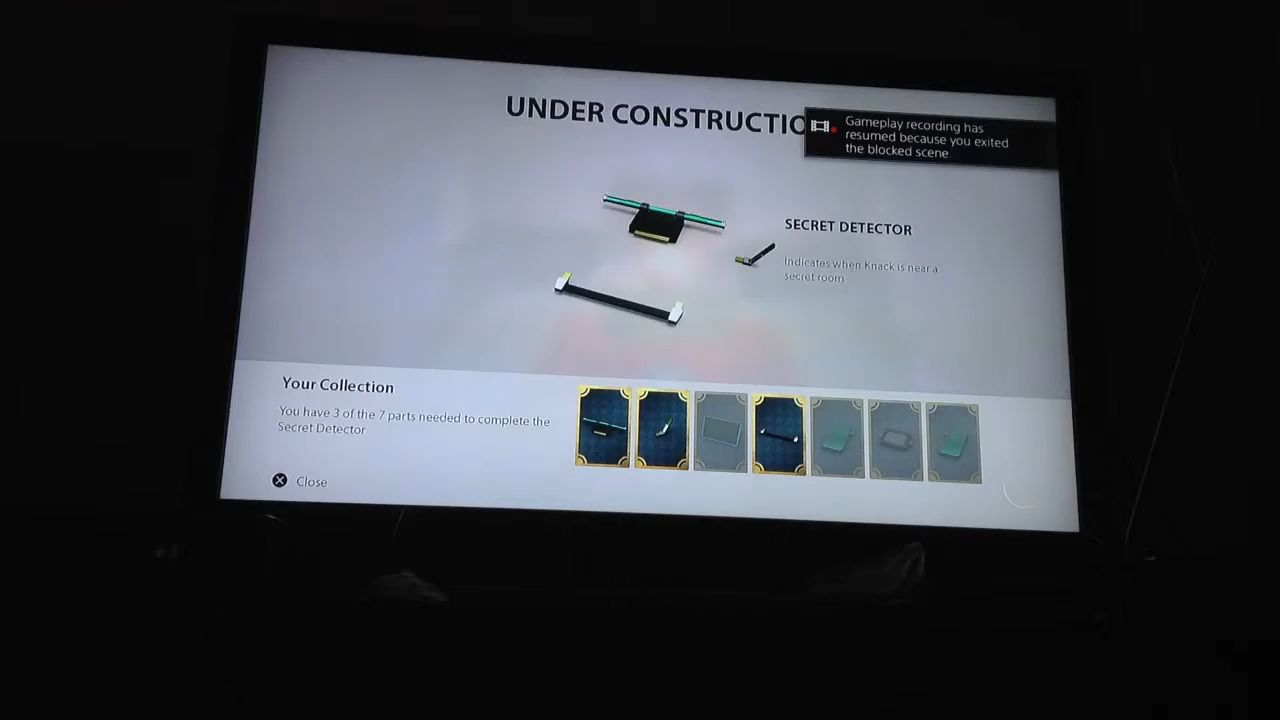 UNDER CONSTRUCTIO
Gameplay recording has
resumed because you exited
the blocked scene.
SECRET DETECTOR
Indicates when Knack is near a
secret room
Your Collection
You have 3 of the 7 parts needed to complete the
Secret Detector
Close